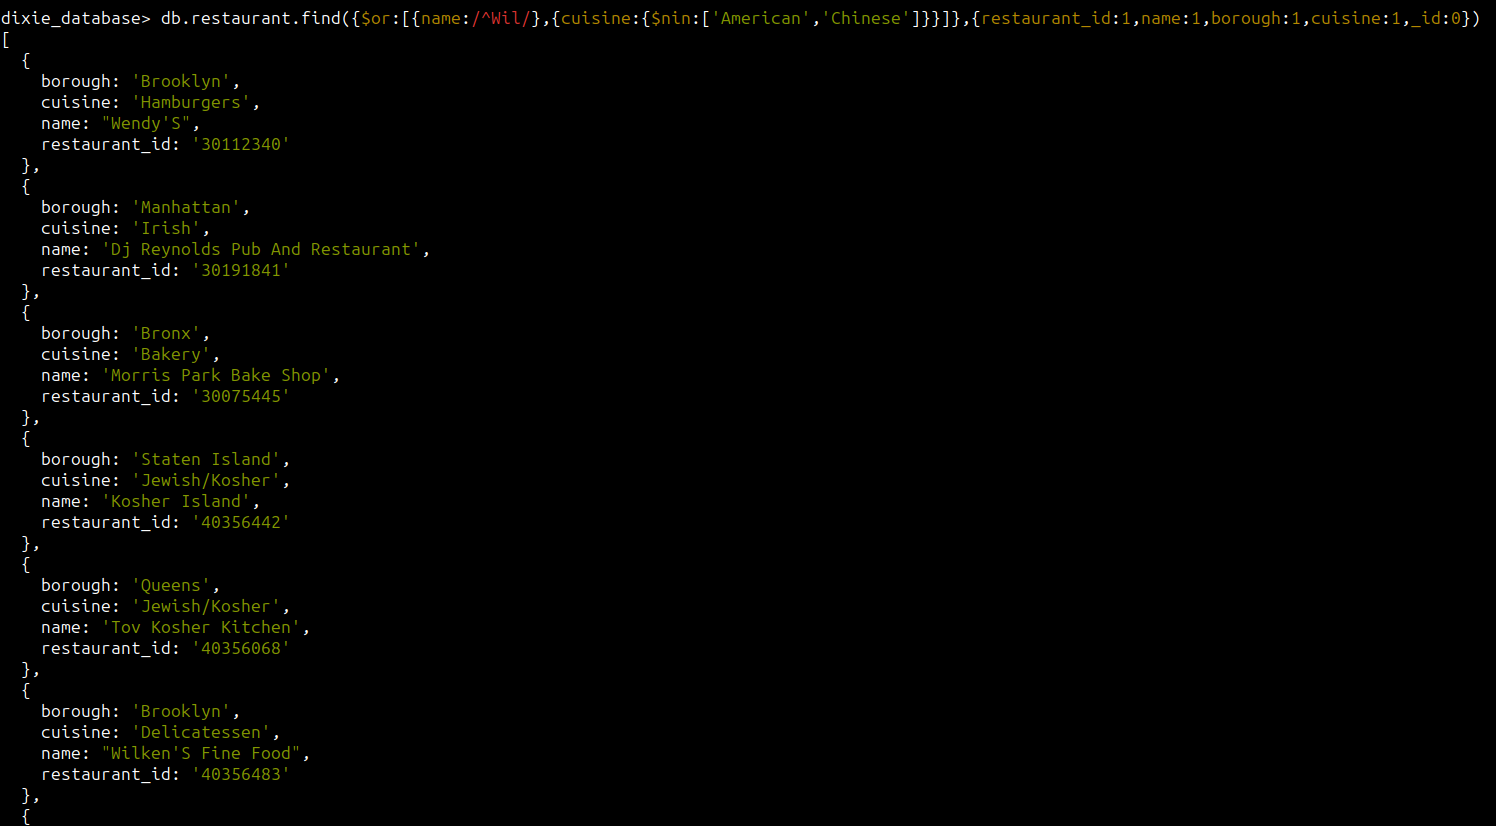 dixie_database> db.restaurant.find({$or:[{name:/^Wil/},{cuisine:{$nin:['American','Chinese']}}]},{restaurant_id:1,name:1,borough:1,cuisine:1,_id:0})
[
  {
    borough: 'Brooklyn',
    cuisine: 'Hamburgers',
    name: "Wendy'S",
    restaurant_id: '30112340'
  },
  {
    borough: 'Manhattan',
    cuisine: 'Irish',
    name: 'Dj Reynolds Pub And Restaurant',
    restaurant_id: '30191841'
  },
  {
    borough: 'Bronx',
    cuisine: 'Bakery',
    name: 'Morris Park Bake Shop',
    restaurant_id: '30075445'
  },
  {
    borough: 'Staten Island',
    cuisine: 'Jewish/Kosher',
    name: 'Kosher Island',
    restaurant_id: '40356442'
  },
  {
    borough: 'Queens',
    cuisine: 'Jewish/Kosher',
    name: 'Tov Kosher Kitchen',
    restaurant_id: '40356068'
  },
  {
    borough: 'Brooklyn',
    cuisine: 'Delicatessen',
    name: "Wilken'S Fine Food",
    restaurant_id: '40356483'
  },
  {